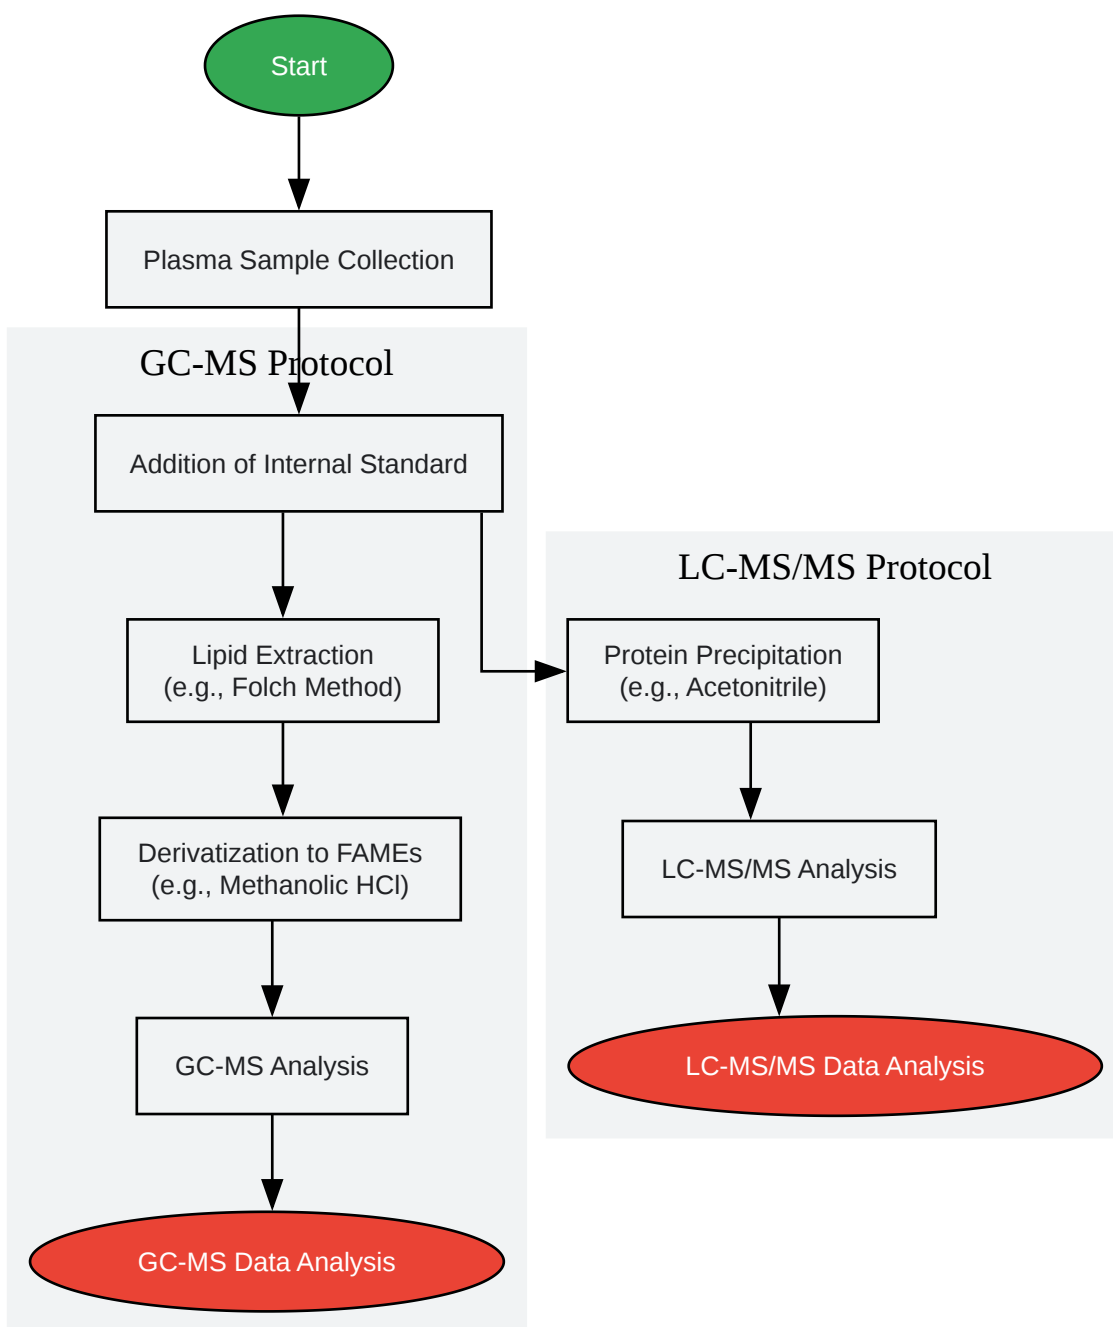 Start
Plasma Sample Collection
GC-MS Protocol
Addition of Internal Standard
LC-MS/MS Protocol
Lipid Extraction
(e.g., Folch Method)
Protein Precipitation
(e.g., Acetonitrile)
Derivatization to FAMEs
(e.g., Methanolic HCl)
LC-MS/MS Analysis
GC-MS Analysis
LC-MS/MS Data Analysis
GC-MS Data Analysis